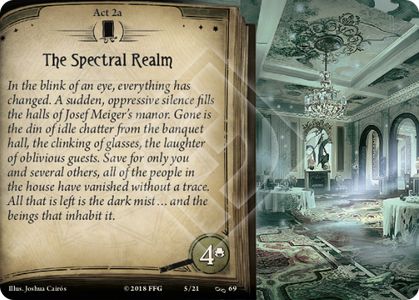 Act 2a
The Spectral Realm
In the blink of an eye, everything has
changed. A sudden, oppressive silence fills
the halls of Josef Meiger's manor. Gone is
the din of idle chatter from the banquet
hall, the clinking of glasses, the laughter
of oblivious guests. Save for only you
and several others, all of the people in
the house have vanished without a trace.
All that is left is the dark mist … and the
beings that inhabit it.
4
Illus. Joshua Cairós
© 2018 FFG
5/21
69